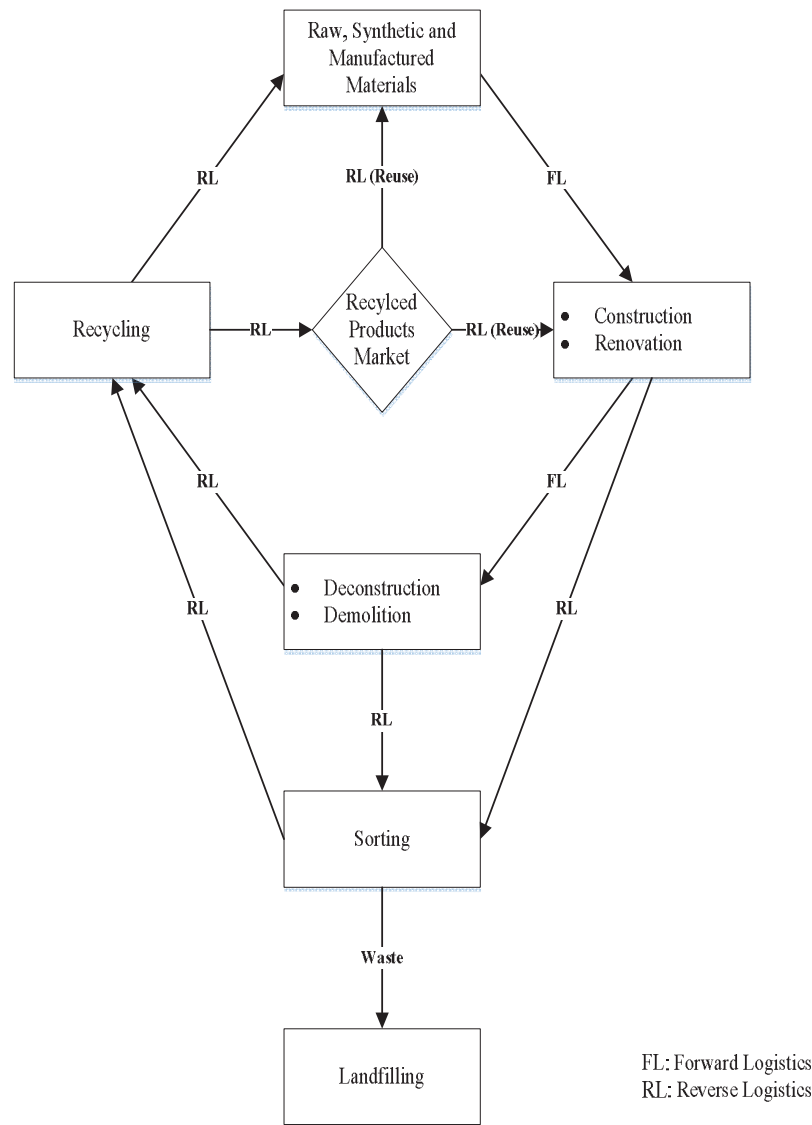 Raw, Synthetic and
Manufactured
Materials
RL
RL (Reuse)
FL
Recycling
RL
Recylced
Products
Market
RL (Reuse)
• Construction
• Renovation
RL
FL
• Deconstruction
• Demolition
RL
RL
RL
Sorting
Waste
Landfilling
FL: Forward Logistics
RL: Reverse Logistics